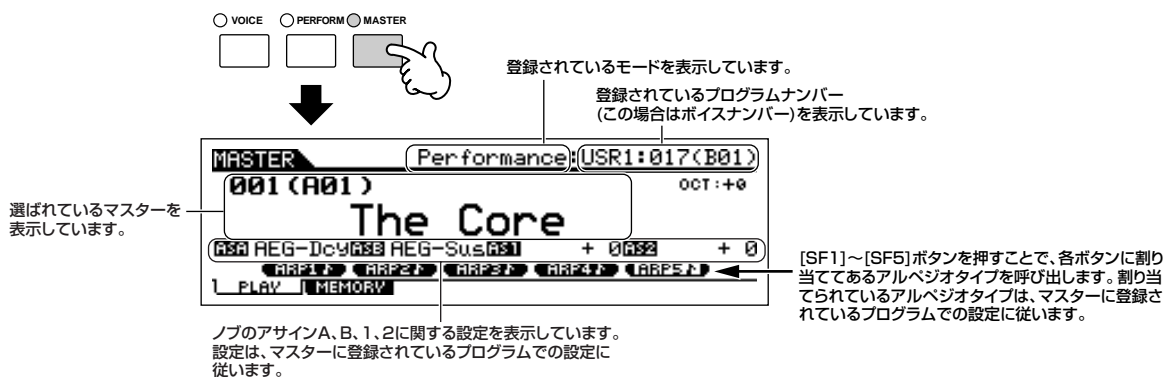 VOICE PERFORM MASTER
登録されているモードを表示しています。
登録されているプログラムナンバー
(この場合はボイスナンバー)を表示しています。
MASTER Performance:USR1:017(B01)
001(A01) OCT:+0
The Core
選ばれているマスターを
表示しています。
ASA AEG-Dcy ASB AEG-Sus AS1 + 0 AS2 + 0
ARP1♪ ARP2♪ ARP3♪ ARP4♪ ARP5♪
PLAY MEMORY
[SF1]～[SF5]ボタンを押すことで、各ボタンに割り
当ててあるアルペジオタイプを呼び出します。割り当
てられているアルペジオタイプは、マスターに登録さ
れているプログラムでの設定に従います。
ノブのアサインA、B、1、2に関する設定を表示しています。
設定は、マスターに登録されているプログラムでの設定に
従います。